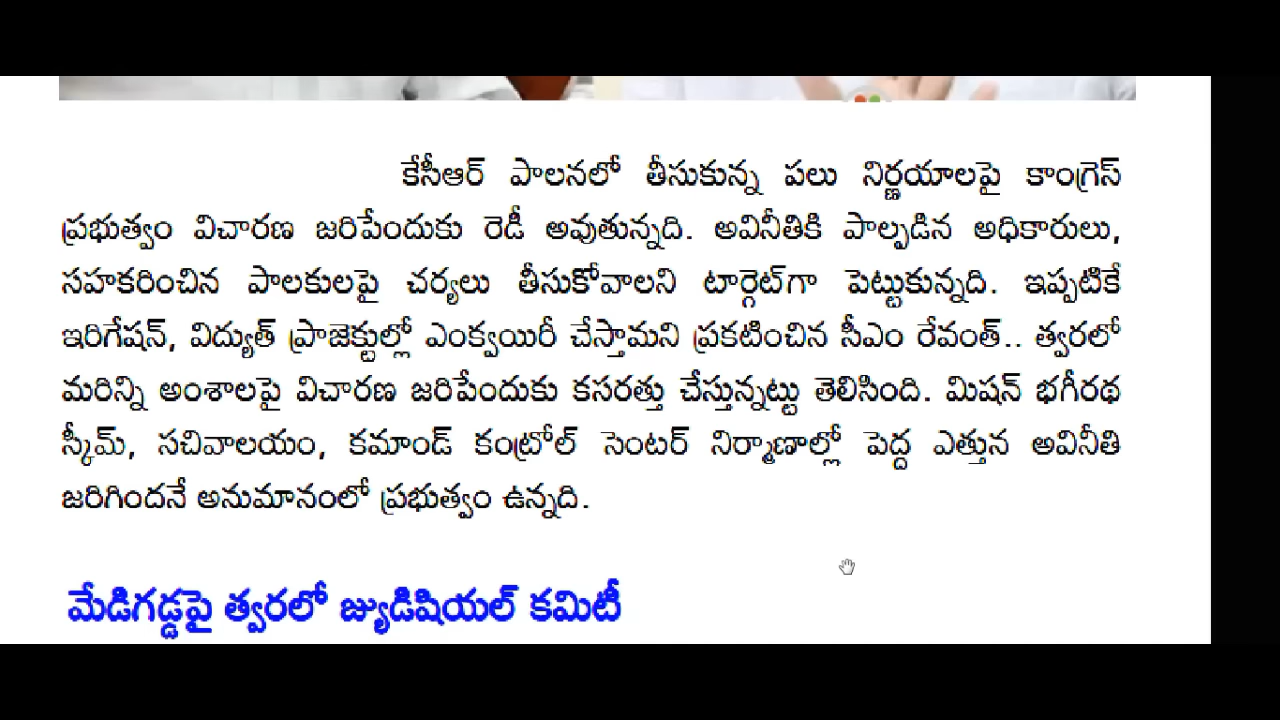 కేసీఆర్ పాలనలో తీసుకున్న పలు నిర్ణయాలపై కాంగ్రెస్
ప్రభుత్వం విచారణ జరిపేందుకు రెడీ అవుతున్నది. అవినీతికి పాల్పడిన అధికారులు,
సహకరించిన పాలకులపై చర్యలు తీసుకోవాలని టార్గెట్‌గా పెట్టుకున్నది. ఇప్పటికే
ఇరిగేషన్, విద్యుత్ ప్రాజెక్టుల్లో ఎంక్వయిరీ చేస్తామని ప్రకటించిన సీఎం రేవంత్.. త్వరలో
మరిన్ని అంశాలపై విచారణ జరిపేందుకు కసరత్తు చేస్తున్నట్టు తెలిసింది. మిషన్ భగీరథ
స్కీమ్, సచివాలయం, కమాండ్ కంట్రోల్ సెంటర్ నిర్మాణాల్లో పెద్ద ఎత్తున అవినీతి
జరిగిందనే అనుమానంలో ప్రభుత్వం ఉన్నది.
మేడిగడ్డపై త్వరలో జ్యుడిషియల్ కమిటీ